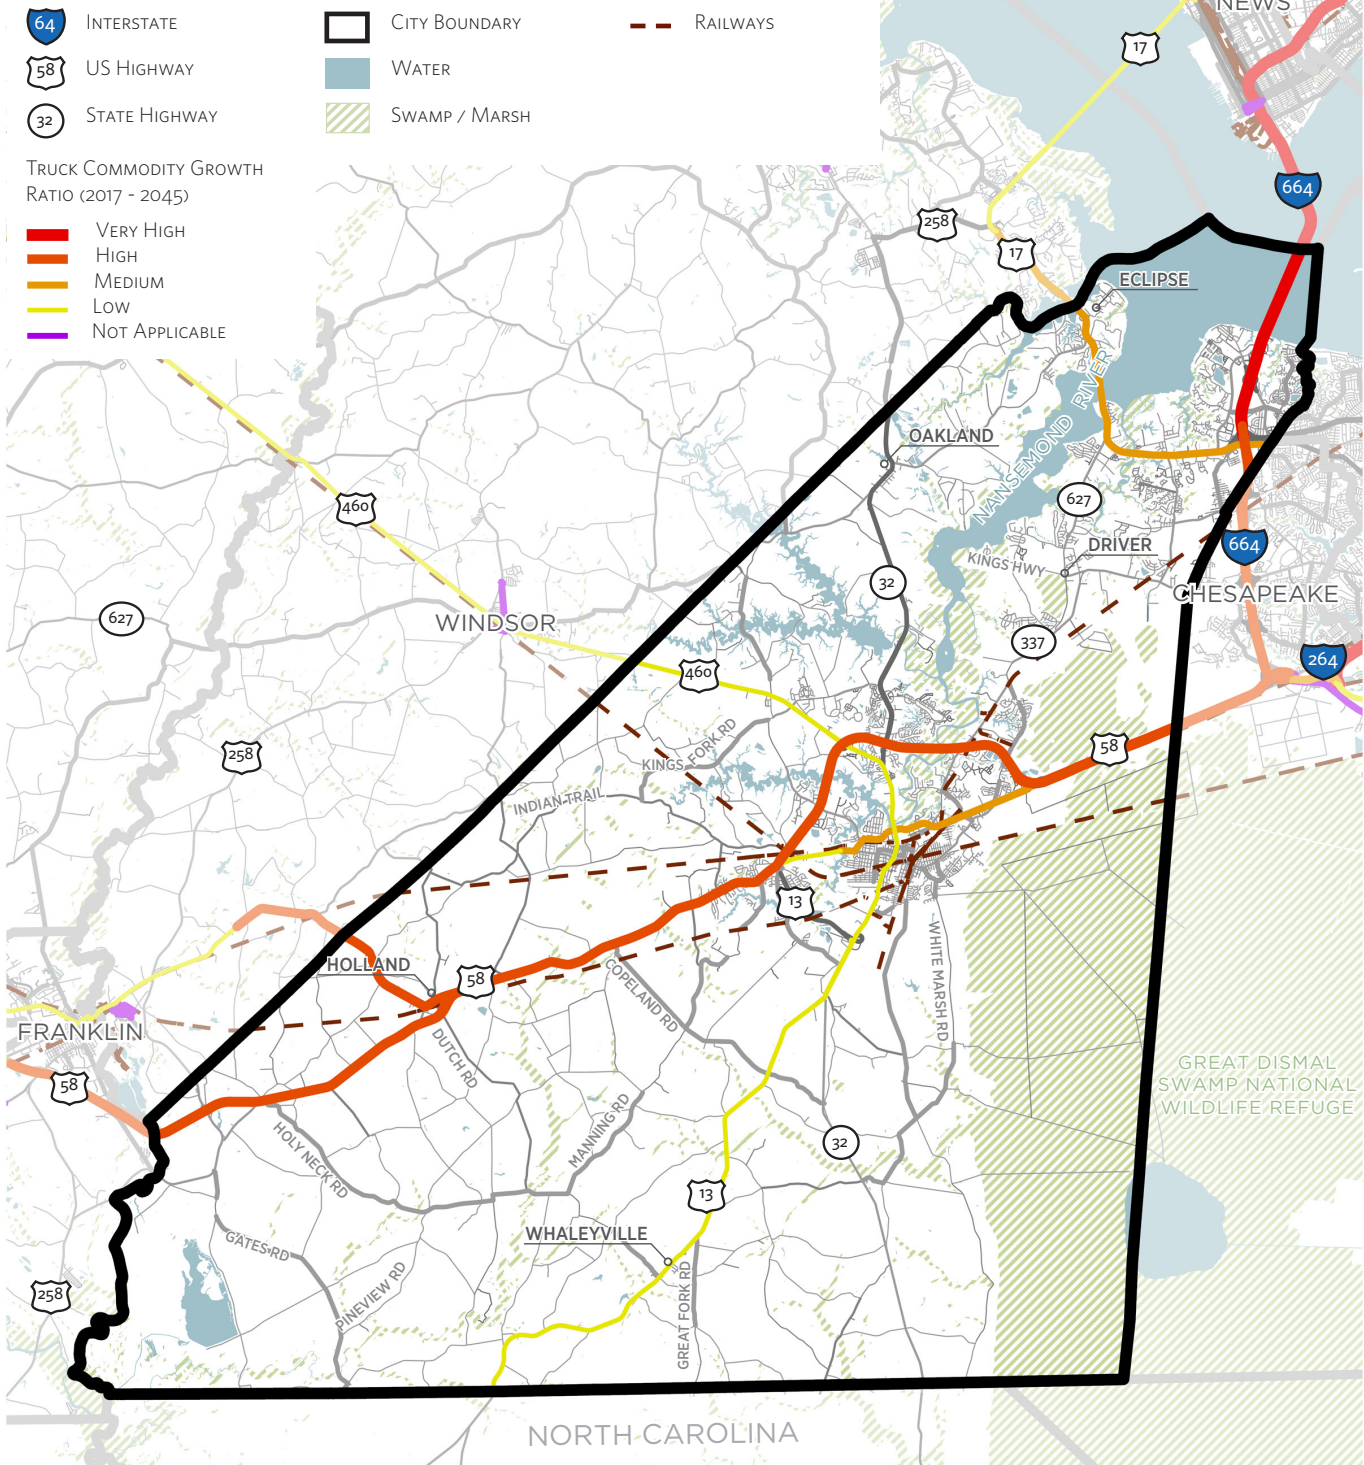 64 Interstate
58 US Highway
32 State Highway
City Boundary
Water
Swamp / Marsh
Railways
Truck Commodity Growth
Ratio (2017 - 2045)
Very High
High
Medium
Low
Not Applicable
NEWS
17
664
258
17
ECLIPSE
NANSEMOND RIVER
OAKLAND
460
627
DRIVER
664
KINGS HWY
32
CHESAPEAKE
627
WINDSOR
337
264
460
258
KINGS FORK RD
58
INDIAN TRAIL
13
HOLLAND
58
COPELAND RD
WHITE MARSH RD
FRANKLIN
58
DUTCH RD
GREAT DISMAL
SWAMP NATIONAL
WILDLIFE REFUGE
HOLY NECK RD
MANNING RD
32
13
WHALEYVILLE
GATES RD
PINEVIEW RD
GREAT FORK RD
258
NORTH CAROLINA